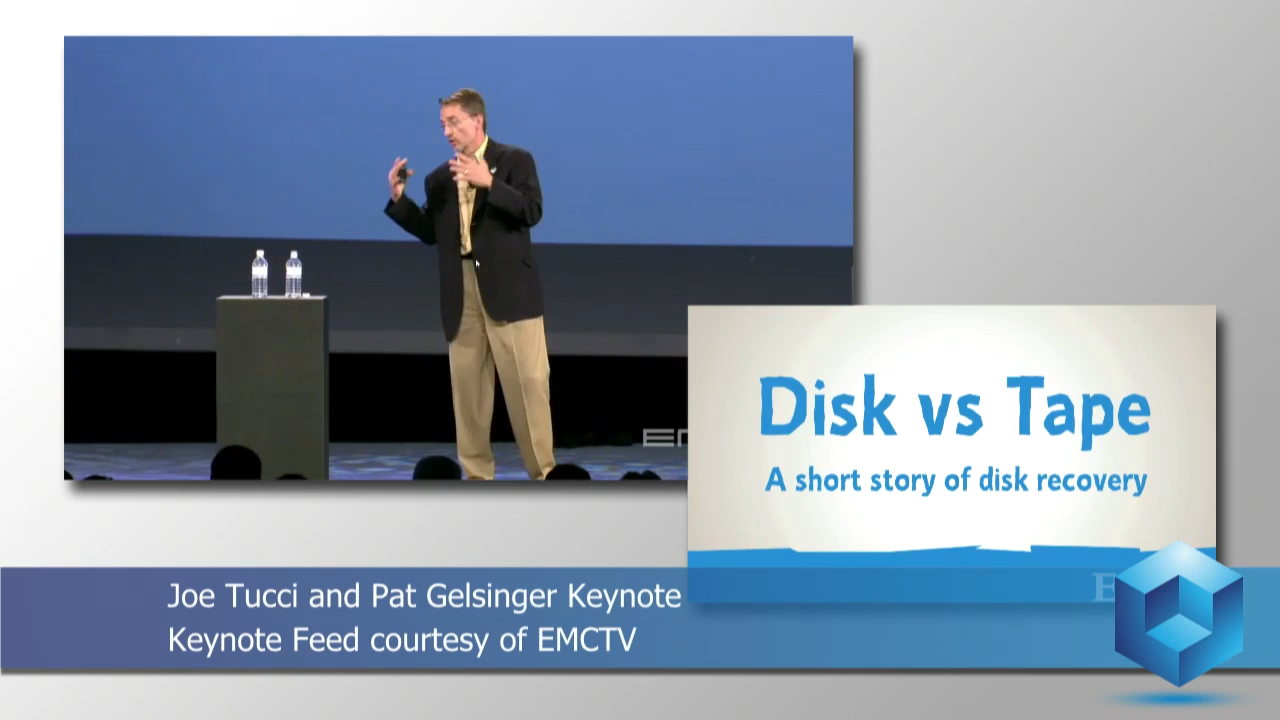 Disk vs Tape
A short story of disk recovery
Joe Tucci and Pat Gelsinger Keynote
Keynote Feed courtesy of EMCTV